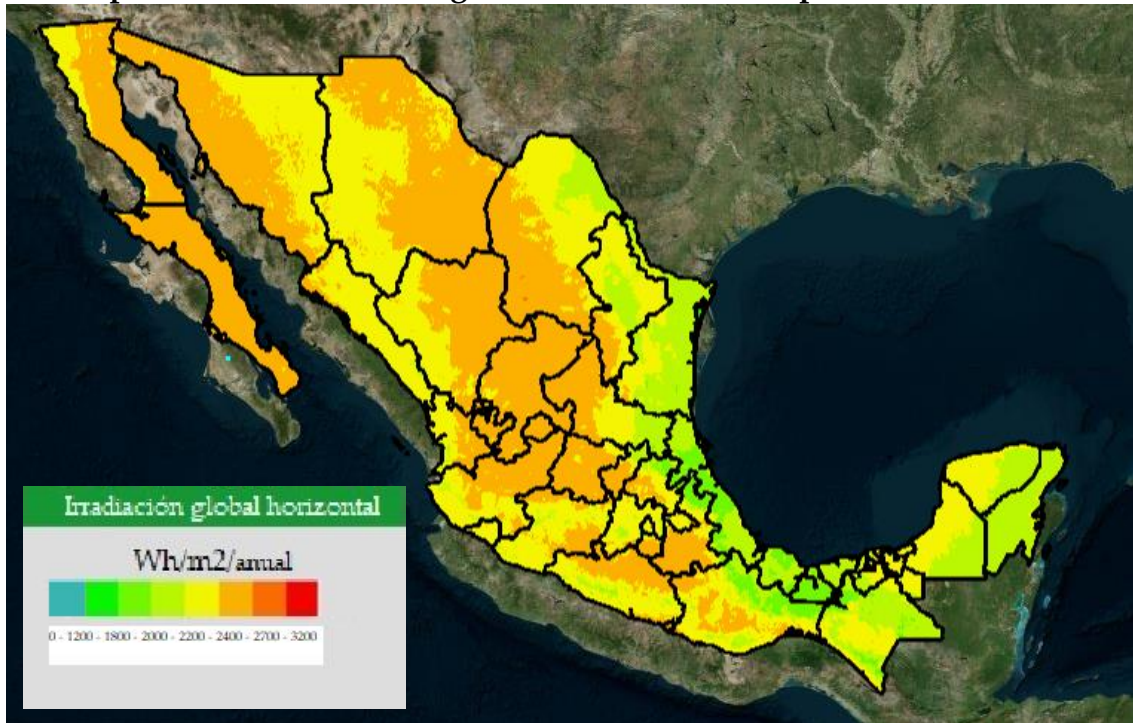 Irradiación global horizontal
Wh/m2/anual
0 - 1200 - 1800 - 2000 - 2200 - 2400 - 2700 - 3200